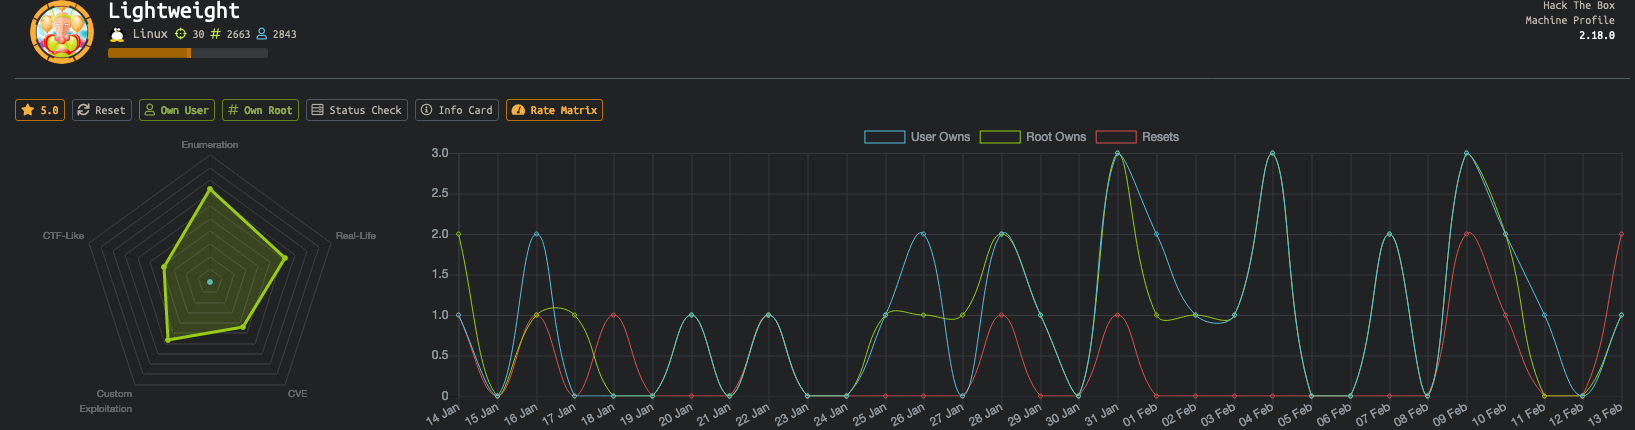 Lightweight
Linux 30 # 2663 2843
Hack The Box
Machine Profile
2.18.0
5.0
Reset
Own User
# Own Root
Status Check
Info Card
Rate Matrix
Enumeration
CTF-Like
Real-Life
Custom
Exploitation
CVE
User Owns
Root Owns
Resets
3.0
2.5
2.0
1.5
1.0
0.5
0
14 Jan
15 Jan
16 Jan
17 Jan
18 Jan
19 Jan
20 Jan
21 Jan
22 Jan
23 Jan
24 Jan
25 Jan
26 Jan
27 Jan
28 Jan
29 Jan
30 Jan
31 Jan
01 Feb
02 Feb
03 Feb
04 Feb
05 Feb
06 Feb
07 Feb
08 Feb
09 Feb
10 Feb
11 Feb
12 Feb
13 Feb